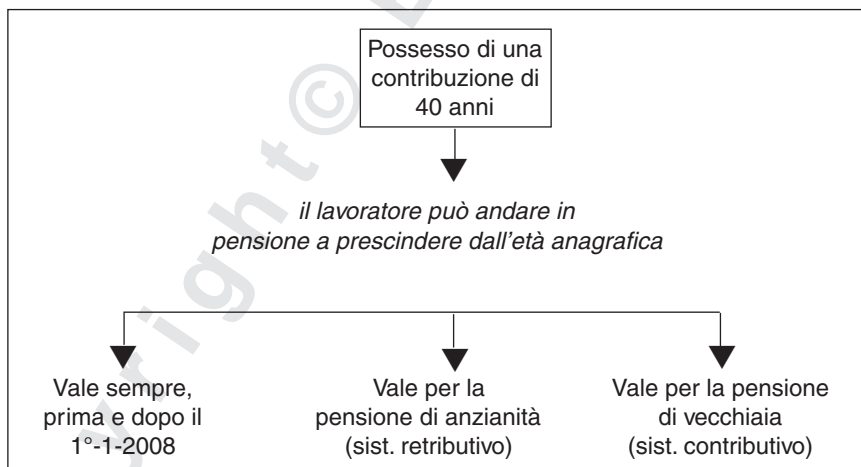 Possesso di una
contribuzione di
40 anni
il lavoratore può andare in
pensione a prescindere dall'età anagrafica
Vale sempre,
prima e dopo il
1°-1-2008
Vale per la
pensione di anzianità
(sist. retributivo)
Vale per la pensione
di vecchiaia
(sist. contributivo)
yright ©